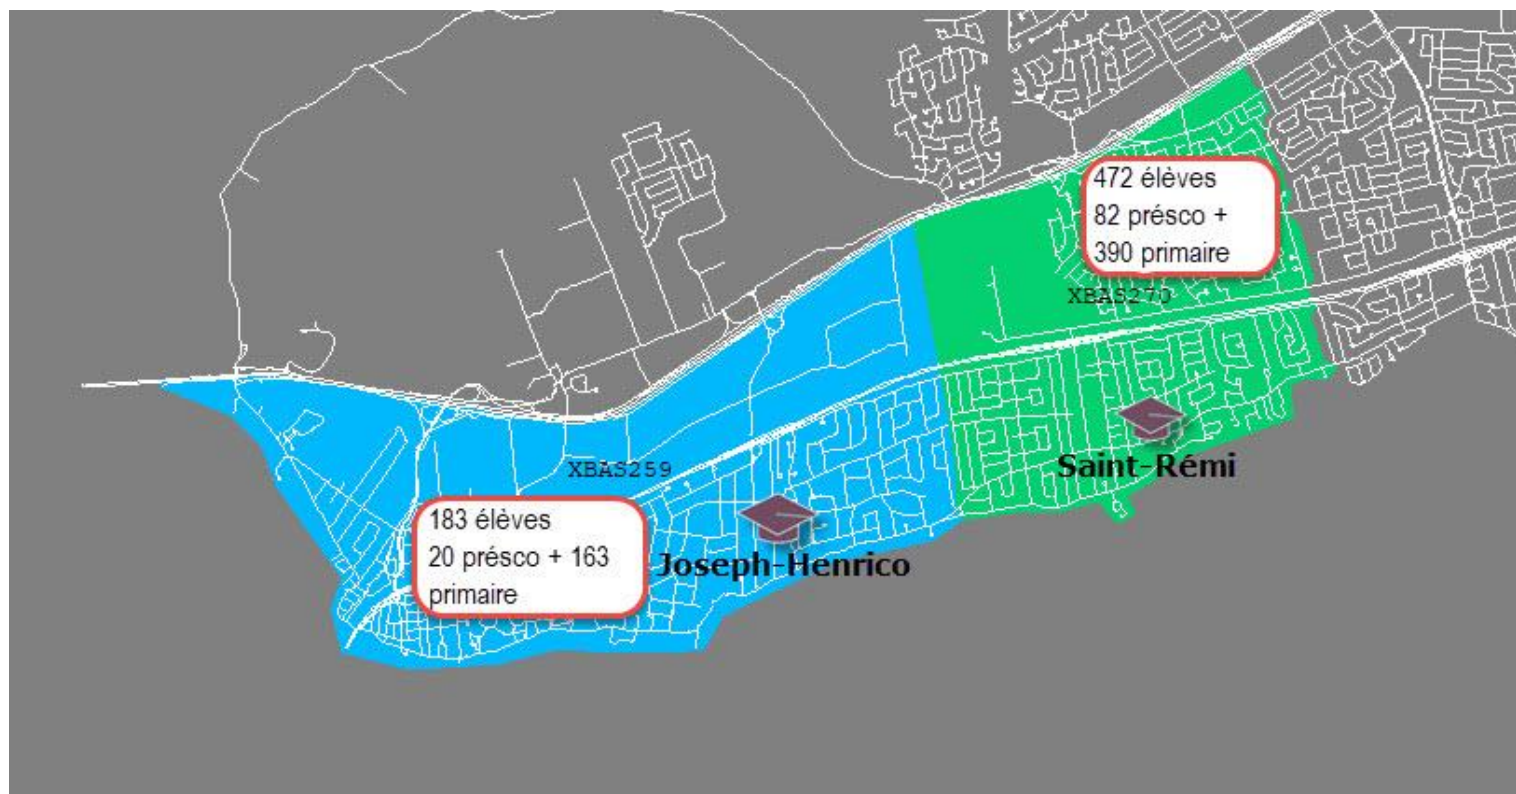 472 élèves
82 présco +
390 primaire
XBAS270
Saint-Rémi
XBAS259
183 élèves
20 présco + 163
primaire
Joseph-Henrico